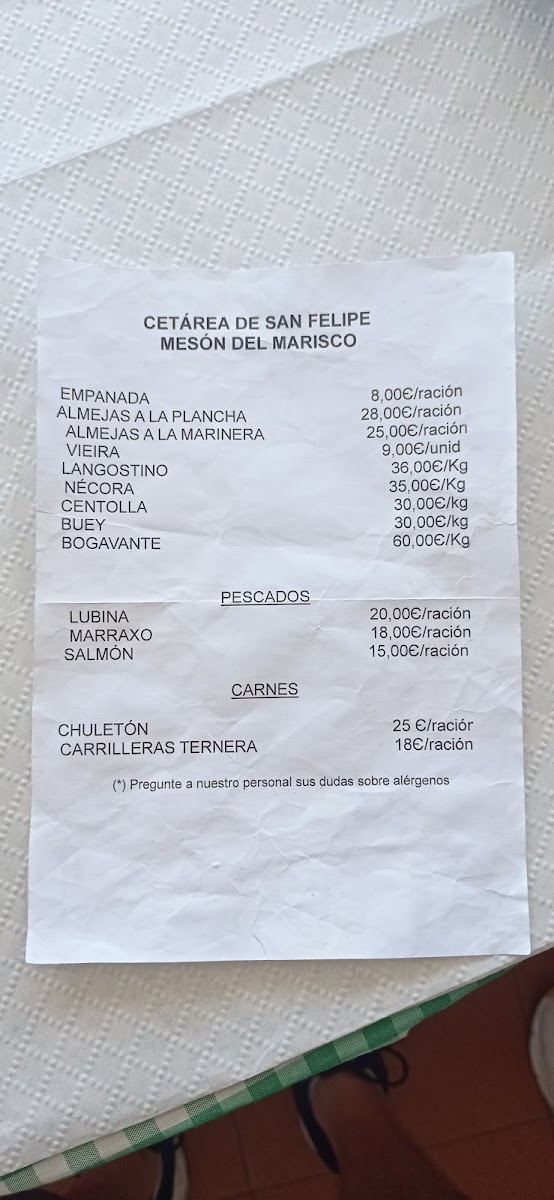 CETÁREA DE SAN FELIPE
MESÓN DEL MARISCO
EMPANADA 8,00€/ración
ALMEJAS A LA PLANCHA 28,00€/ración
ALMEJAS A LA MARINERA 25,00€/ración
VIEIRA 9,00€/unid
LANGOSTINO 36,00€/Kg
NÉCORA 35,00€/Kg
CENTOLLA 30,00€/kg
BUEY 30,00€/kg
BOGAVANTE 60,00€/Kg
PESCADOS
LUBINA 20,00€/ración
MARRAXO 18,00€/ración
SALMÓN 15,00€/ración
CARNES
CHULETÓN 25 €/ración
CARRILLERAS TERNERA 18€/ración
(*) Pregunte a nuestro personal sus dudas sobre alérgenos